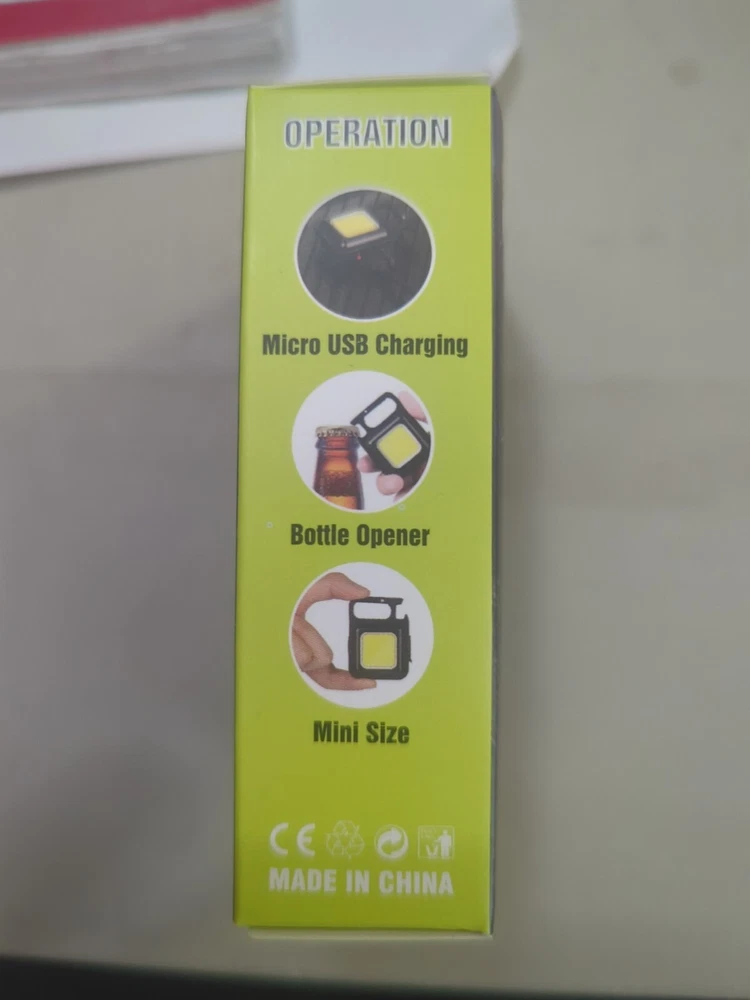 OPERATION
Micro USB Charging
Bottle Opener
Mini Size
CE
MADE IN CHINA